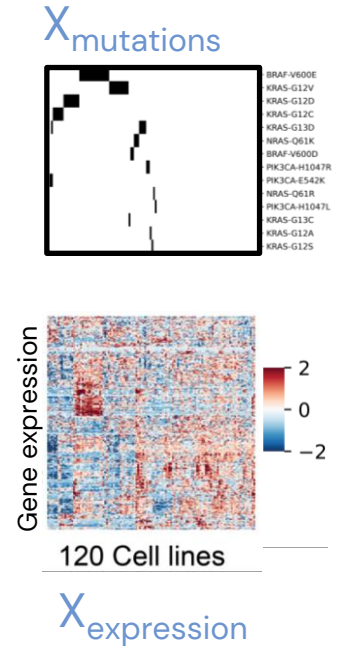 Xmutations
BRAF-V600E
KRAS-G12V
KRAS-G12D
KRAS-G12C
KRAS-G13D
NRAS-Q61K
BRAF-V600D
PIK3CA-H1047R
PIK3CA-E542K
NRAS-Q61R
PIK3CA-H1047L
KRAS-G13C
KRAS-G12A
KRAS-G12S
Gene expression
2
0
−2
120 Cell lines
Xexpression